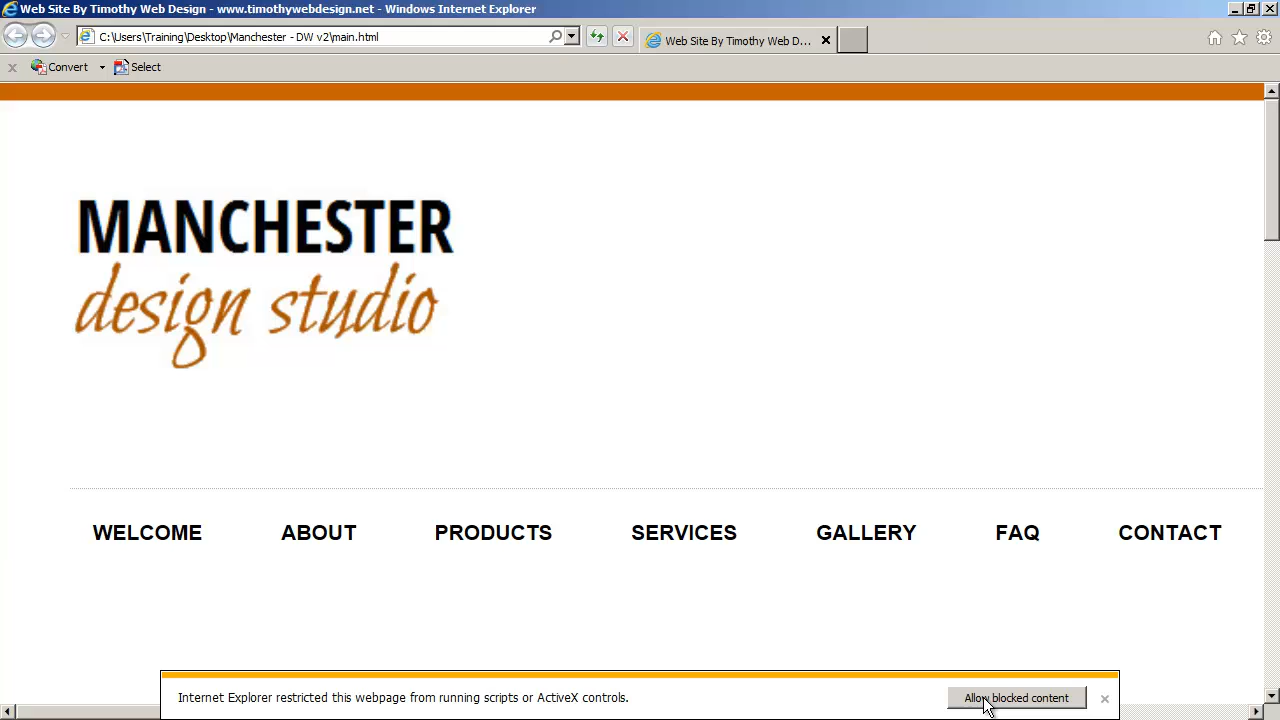 Web Site By Timothy Web Design - www.timothywebdesign.net - Windows Internet Explorer
C:\Users\Training\Desktop\Manchester - DW v2\main.html
Web Site By Timothy Web D...
Convert
Select
MANCHESTER
design studio
WELCOME ABOUT PRODUCTS SERVICES GALLERY FAQ CONTACT
Internet Explorer restricted this webpage from running scripts or ActiveX controls.
Allow blocked content